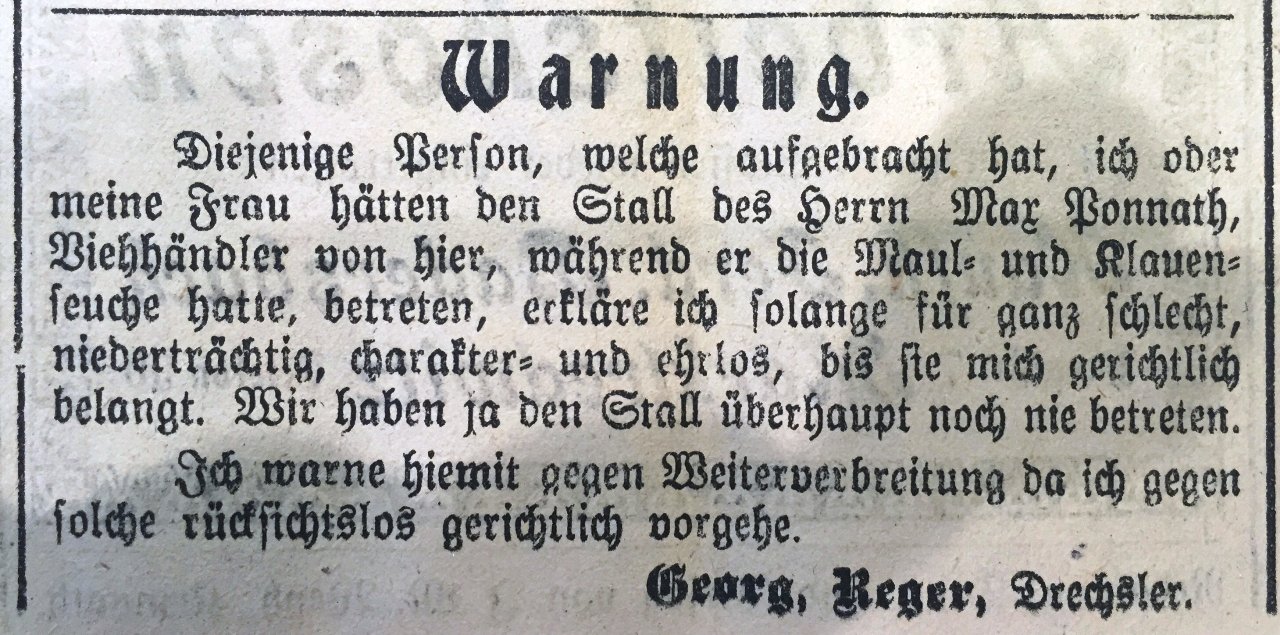 Warnung.
Diejenige Person, welche aufgebracht hat, ich oder
meine Frau hätten den Stall des Herrn Max Ponnath,
Viehhändler von hier, während er die Maul- und Klauen-
seuche hatte, betreten, erkläre ich solange für ganz schlecht,
niederträchtig, charakter- und ehrlos, bis sie mich gerichtlich
belangt. Wir haben ja den Stall überhaupt noch nie betreten.
Ich warne hiemit gegen Weiterverbreitung da ich gegen
solche rücksichtslos gerichtlich vorgehe.
Georg, Reger, Drechsler.